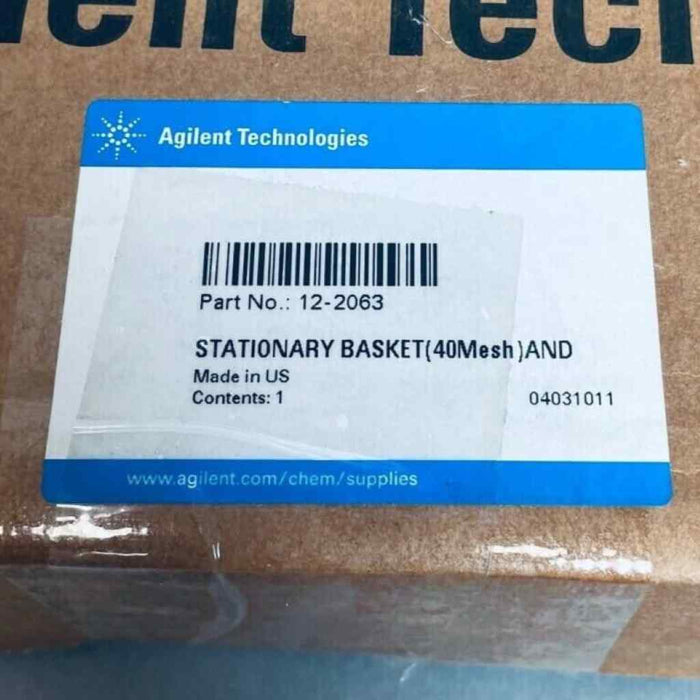 Agilent Technologies
Part No.: 12-2063
STATIONARY BASKET(40Mesh)AND
Made in US
Contents: 1
04031011
www.agilent.com/chem/supplies